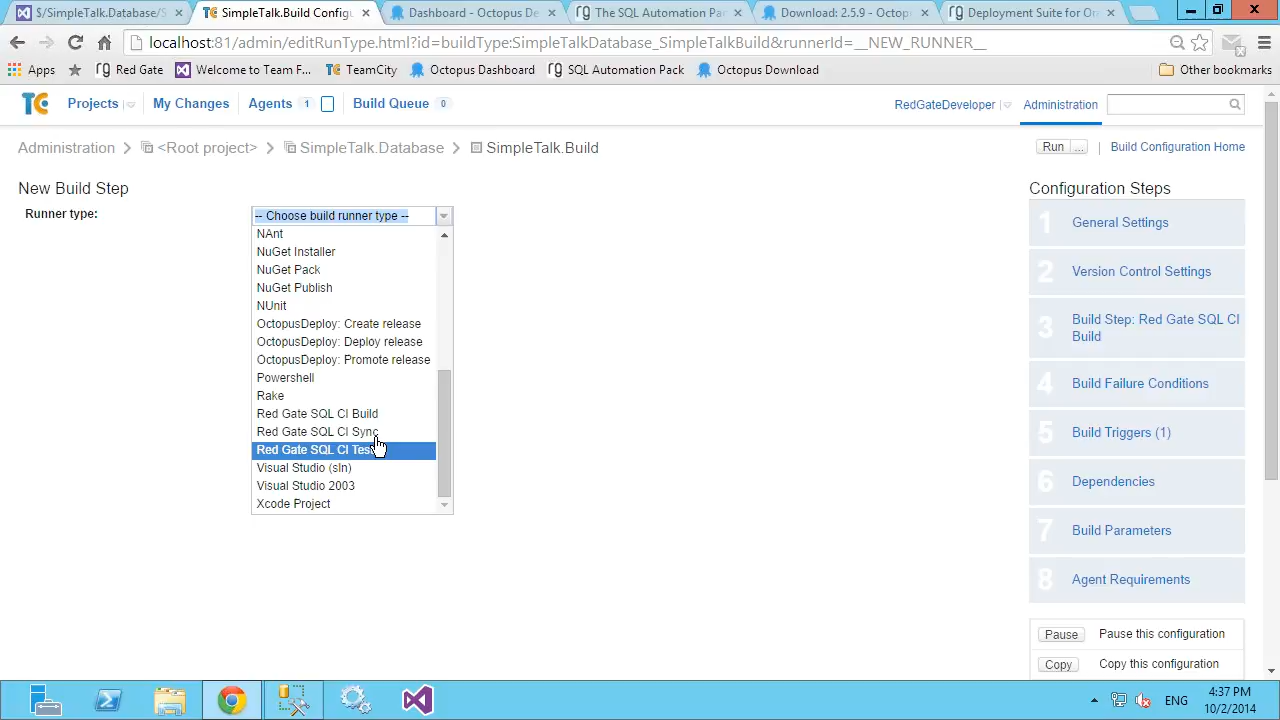 $/SimpleTalk.Database/S
SimpleTalk.Build Configu
Dashboard - Octopus De
The SQL Automation Pa
Download: 2.5.9 - Octop
Deployment Suite for Or
localhost:81/admin/editRunType.html?id=buildType:SimpleTalkDatabase_SimpleTalkBuild&runnerId=__NEW_RUNNER__
Apps
Red Gate
Welcome to Team F...
TeamCity
Octopus Dashboard
SQL Automation Pack
Octopus Download
Other bookmarks
TC
Projects
My Changes
Agents 1
Build Queue 0
RedGateDeveloper
Administration
Administration > <Root project> > SimpleTalk.Database > SimpleTalk.Build
Run ...
Build Configuration Home
New Build Step
Runner type:
-- Choose build runner type --
NAnt
NuGet Installer
NuGet Pack
NuGet Publish
NUnit
OctopusDeploy: Create release
OctopusDeploy: Deploy release
OctopusDeploy: Promote release
Powershell
Rake
Red Gate SQL CI Build
Red Gate SQL CI Sync
Red Gate SQL CI Test
Visual Studio (sln)
Visual Studio 2003
Xcode Project
Configuration Steps
1 General Settings
2 Version Control Settings
3 Build Step: Red Gate SQL CI
Build
4 Build Failure Conditions
5 Build Triggers (1)
6 Dependencies
7 Build Parameters
8 Agent Requirements
Pause
Pause this configuration
Copy
Copy this configuration
ENG
4:37 PM
10/2/2014